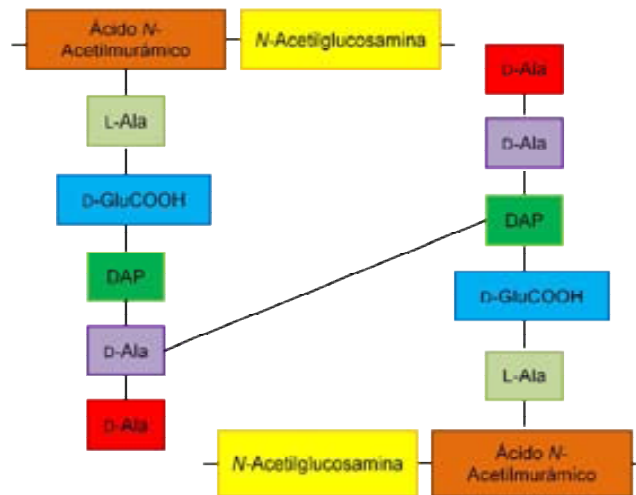 Ácido N-
Acetilmurámico
N-Acetilglucosamina
L-Ala
D-GluCOOH
DAP
D-Ala
D-Ala
D-Ala
D-Ala
DAP
D-GluCOOH
L-Ala
N-Acetilglucosamina
Ácido N-
Acetilmurámico